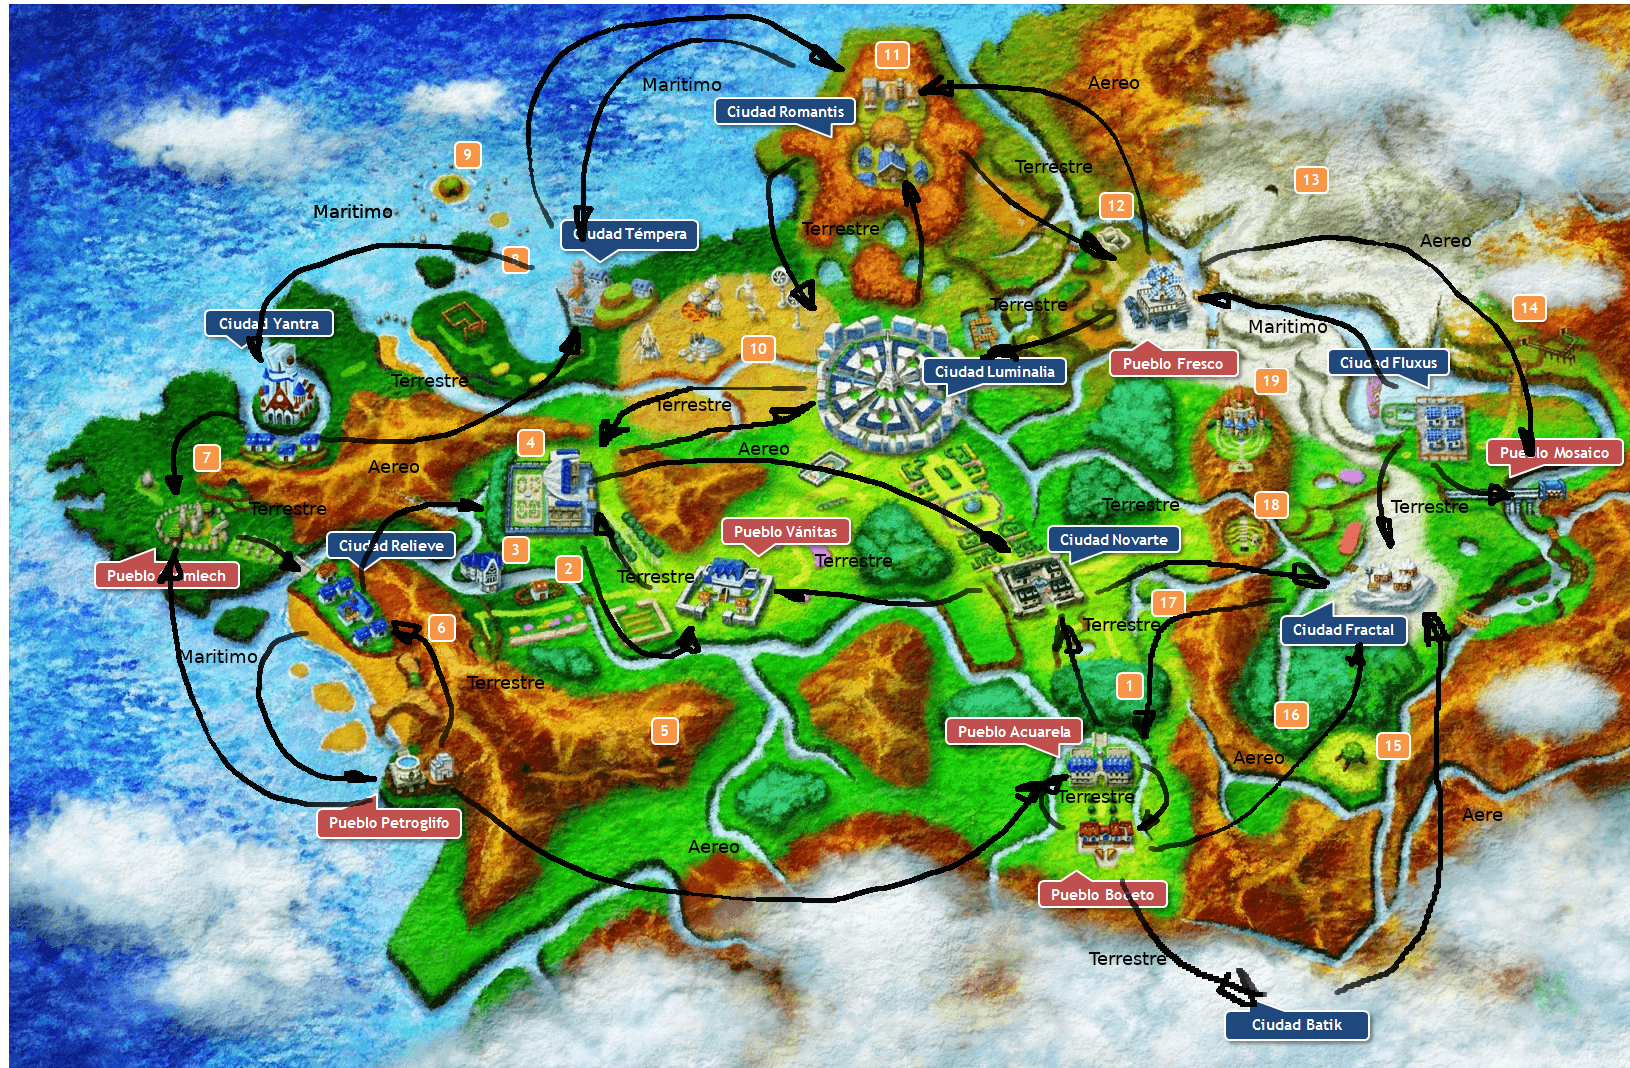 11
Maritimo
Aereo
Ciudad Romantis
9
Terrestre
13
Maritimo
12
Terrestre
Ciudad Témpera
Aereo
8
Terrestre
14
Ciudad Yantra
Maritimo
10
Pueblo Fresco
Ciudad Fluxus
Ciudad Luminalia
Terrestre
19
Terrestre
4
Aereo
Pueblo Mosaico
7
Aereo
Terrestre
Terrestre
18
Terrestre
Pueblo Vánitas
Ciudad Relieve
3
Ciudad Novarte
Terrestre
2
Pueblo mlech
Terrestre
17
6
Terrestre
Ciudad Fractal
Maritimo
Terrestre
1
16
5
Pueblo Acuarela
15
Aereo
Terrestre
Pueblo Petroglifo
Aere
Aereo
Pueblo Boceto
Terrestre
Ciudad Batik